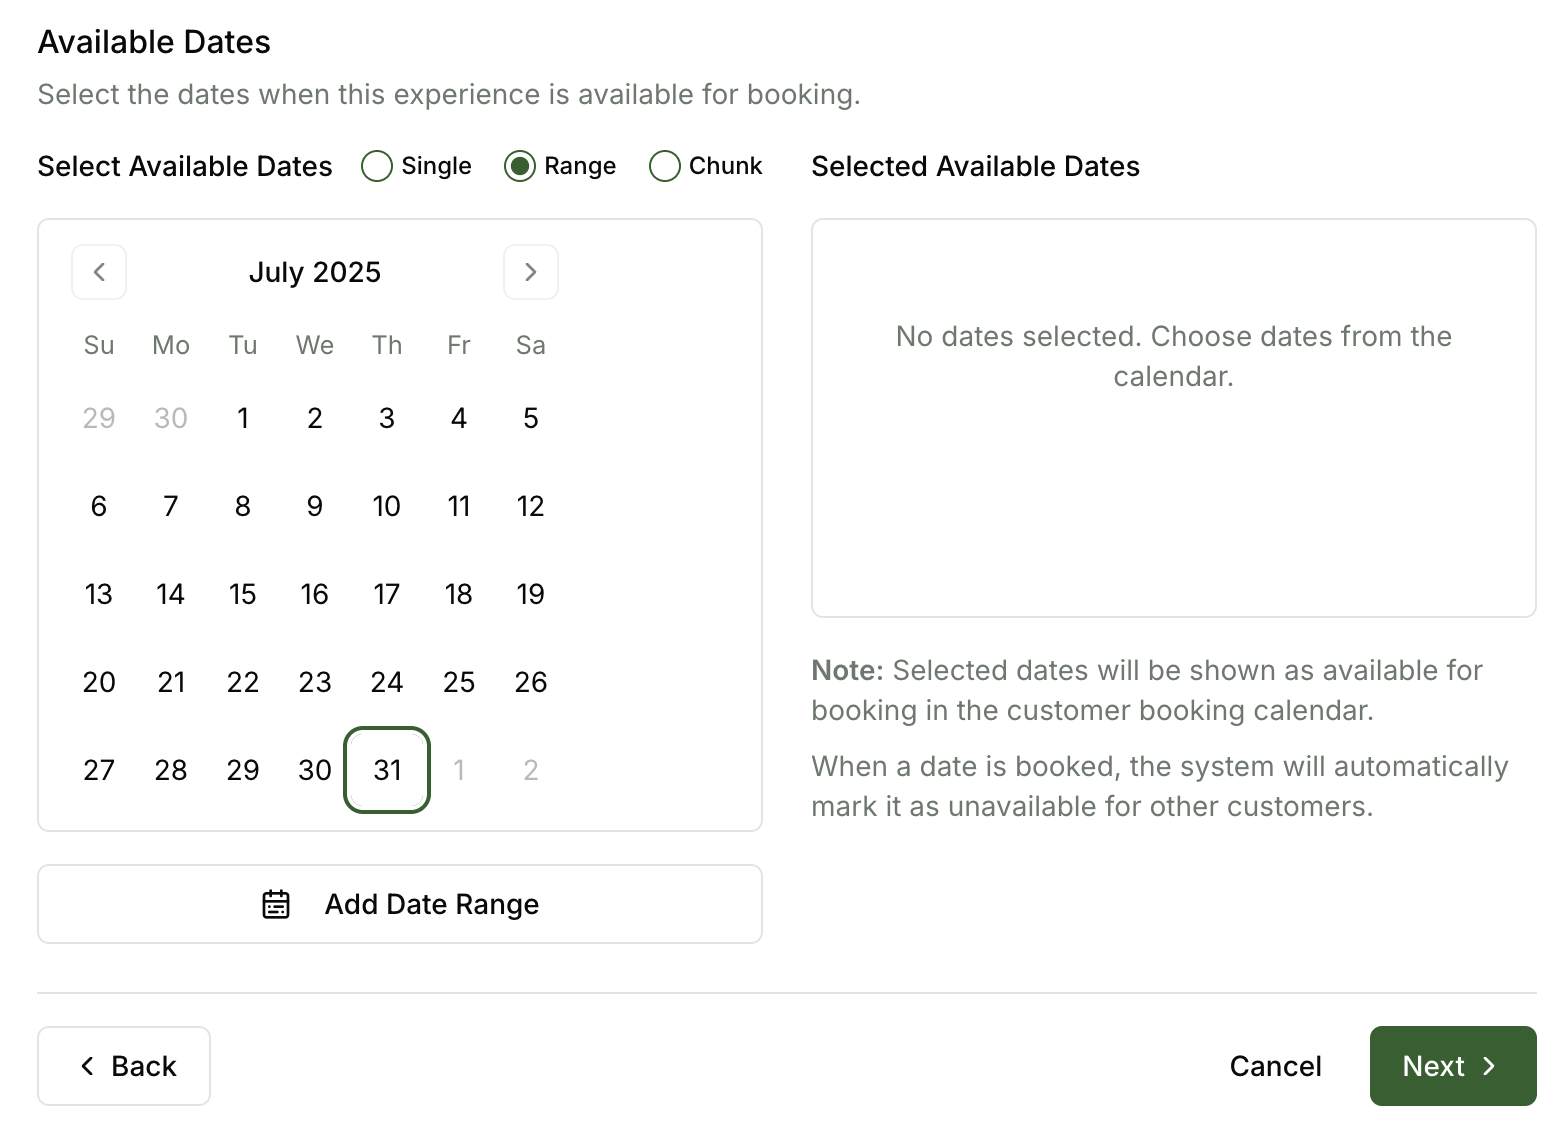 Available Dates
Select the dates when this experience is available for booking.
Select Available Dates Single Range Chunk
July 2025
Su Mo Tu We Th Fr Sa
29 30 1 2 3 4 5
6 7 8 9 10 11 12
13 14 15 16 17 18 19
20 21 22 23 24 25 26
27 28 29 30 31 1 2
Add Date Range
Selected Available Dates
No dates selected. Choose dates from the
calendar.
Note: Selected dates will be shown as available for
booking in the customer booking calendar.
When a date is booked, the system will automatically
mark it as unavailable for other customers.
Back Cancel Next